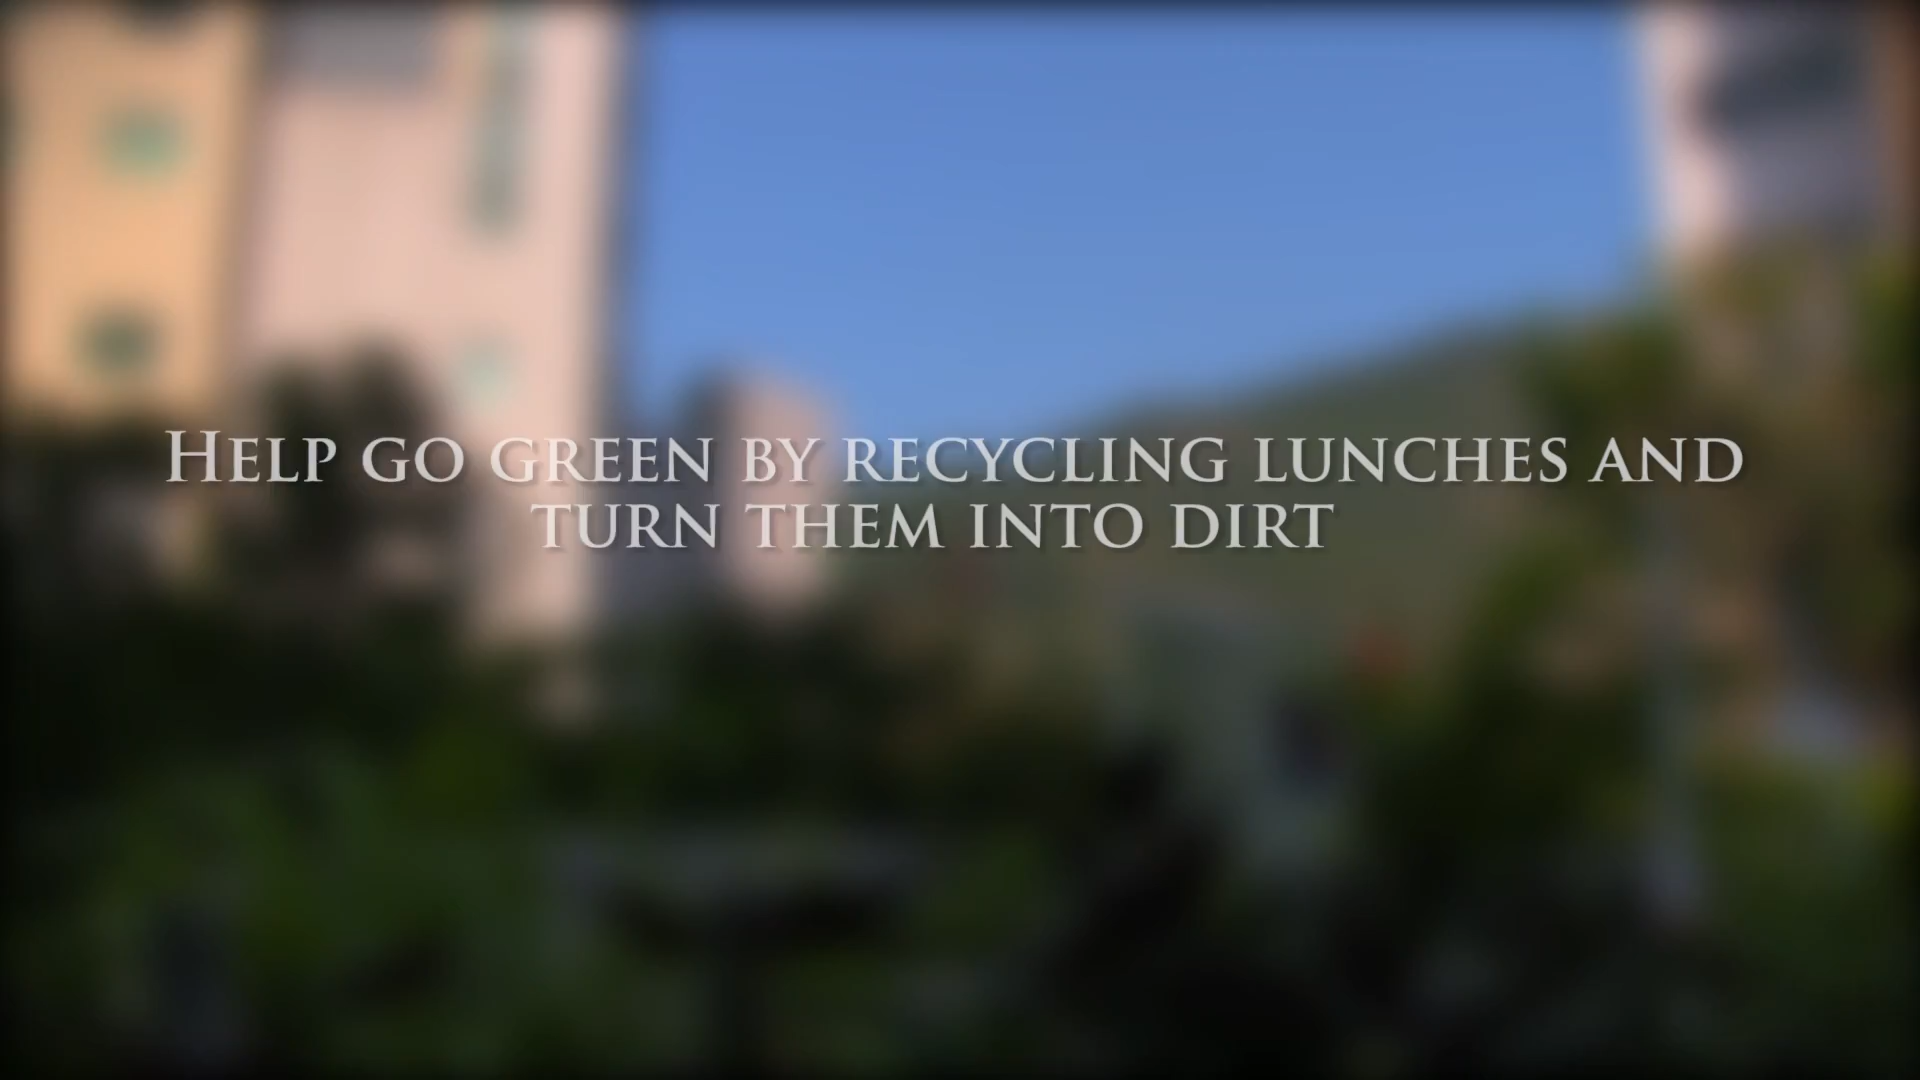 Help go green by recycling lunches and
turn them into dirt